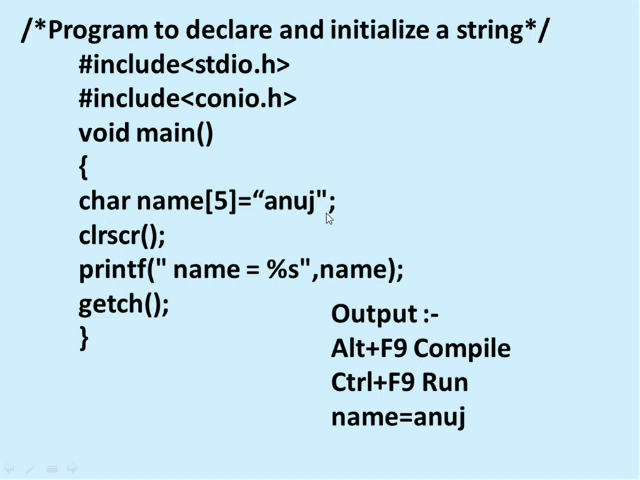 /*Program to declare and initialize a string*/
#include<stdio.h>
#include<conio.h>
void main()
{
char name[5]=“anuj";
clrscr();
printf(" name = %s",name);
getch();
}
Output :-
Alt+F9 Compile
Ctrl+F9 Run
name=anuj